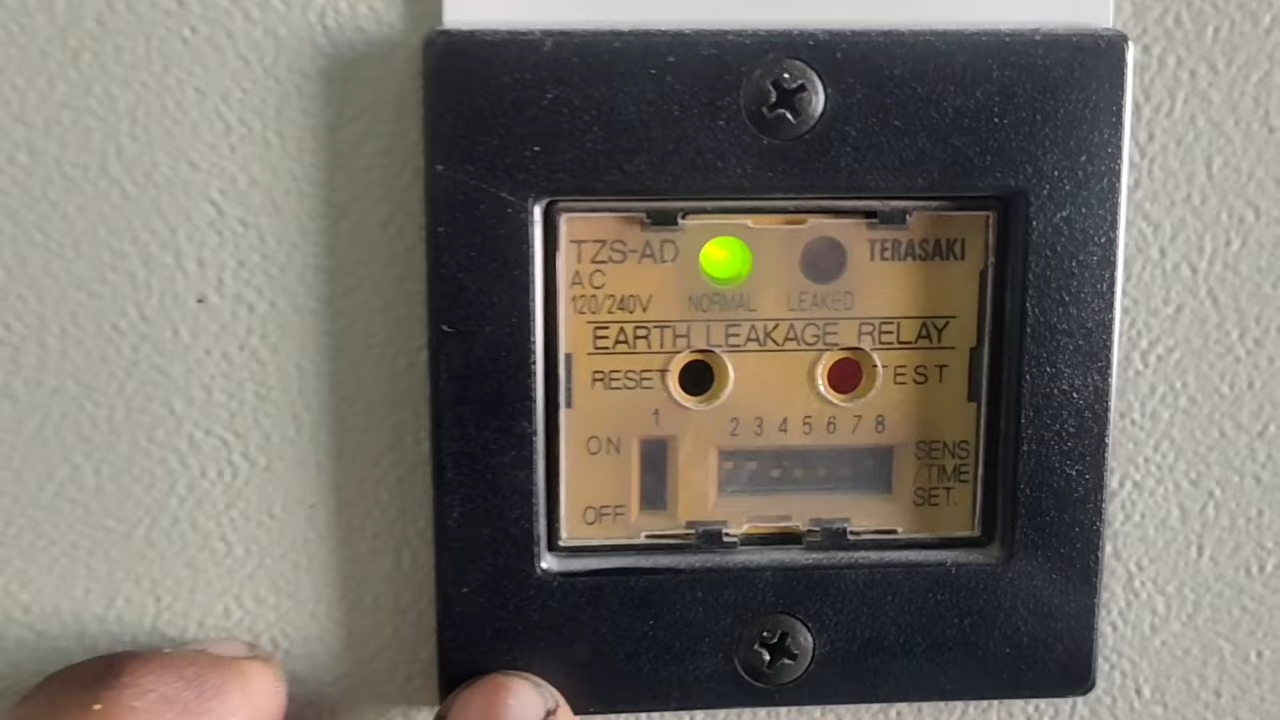 TZS-AD TERASAKI
AC
120/240V NORMAL LEAKED
EARTH LEAKAGE RELAY
RESET TEST
1 2 3 4 5 6 7 8
ON SENS
/TIME
OFF SET.